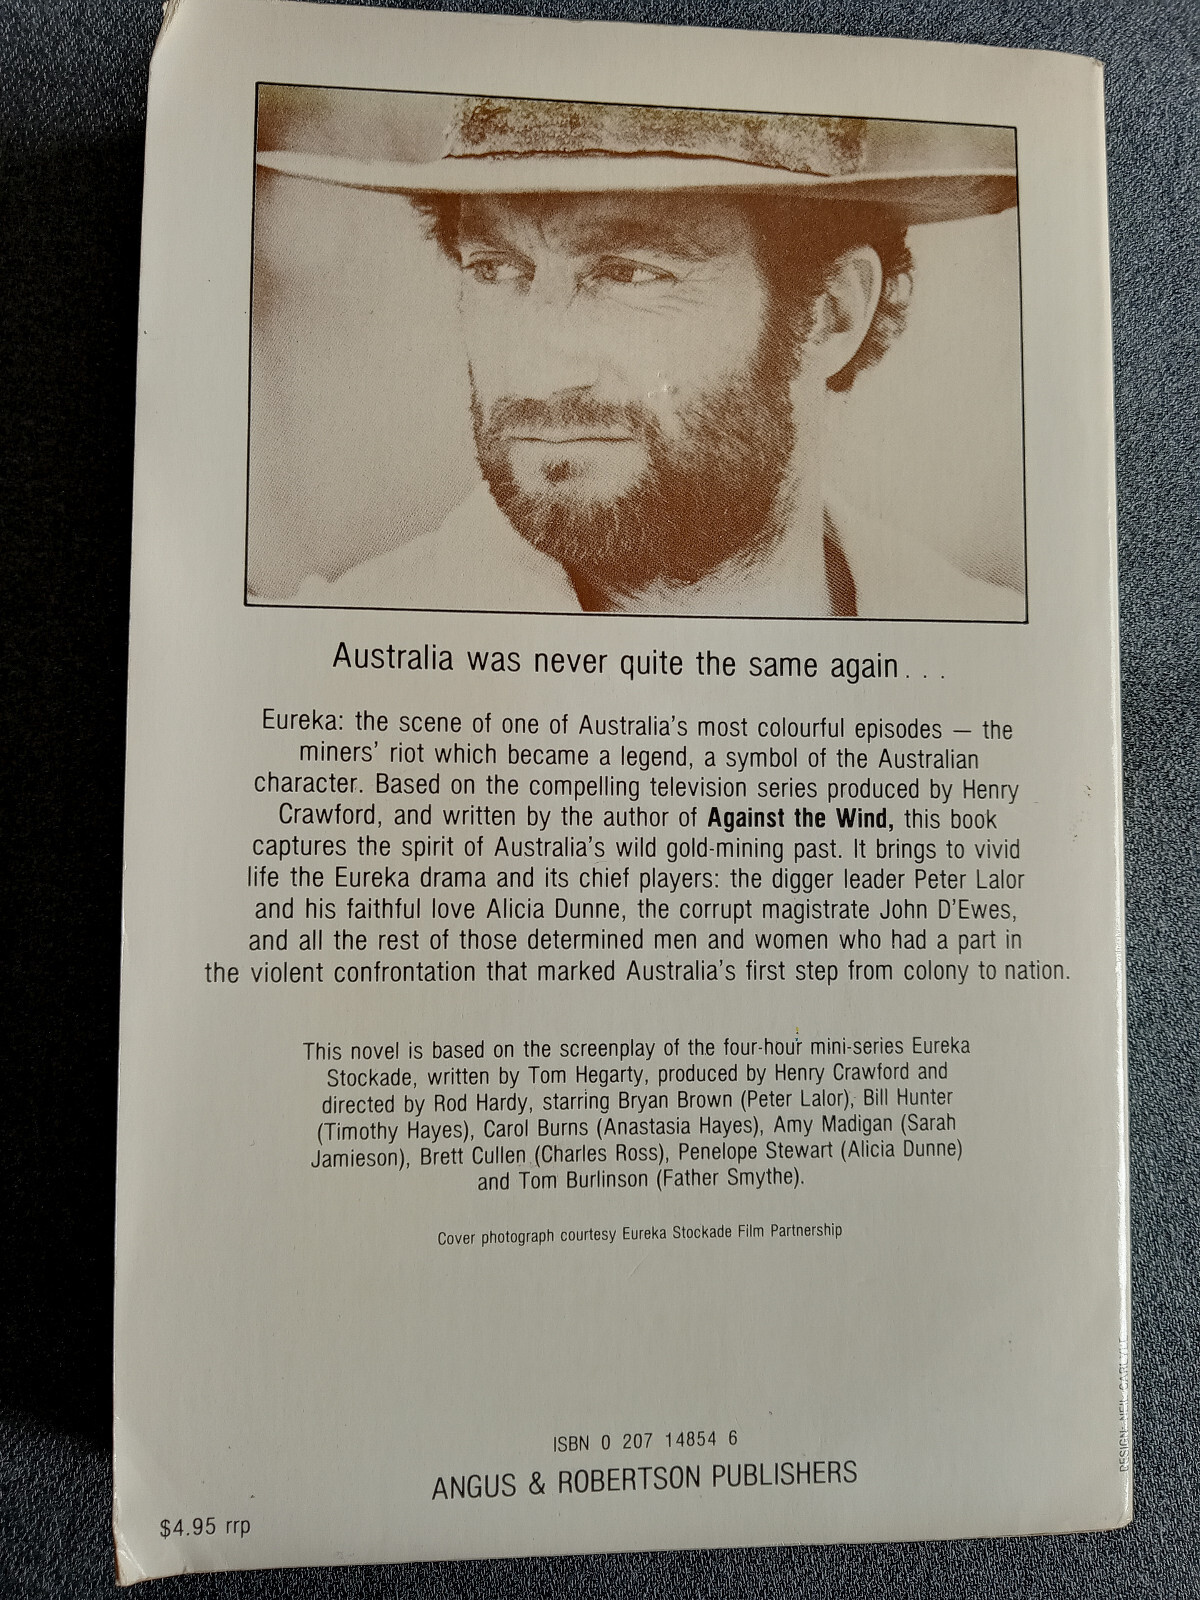 Australia was never quite the same again . . .
Eureka: the scene of one of Australia's most colourful episodes — the
miners' riot which became a legend, a symbol of the Australian
character. Based on the compelling television series produced by Henry
Crawford, and written by the author of Against the Wind, this book
captures the spirit of Australia's wild gold-mining past. It brings to vivid
life the Eureka drama and its chief players: the digger leader Peter Lalor
and his faithful love Alicia Dunne, the corrupt magistrate John D'Ewes,
and all the rest of those determined men and women who had a part in
the violent confrontation that marked Australia's first step from colony to nation.
This novel is based on the screenplay of the four-hour mini-series Eureka
Stockade, written by Tom Hegarty, produced by Henry Crawford and
directed by Rod Hardy, starring Bryan Brown (Peter Lalor), Bill Hunter
(Timothy Hayes), Carol Burns (Anastasia Hayes), Amy Madigan (Sarah
Jamieson), Brett Cullen (Charles Ross), Penelope Stewart (Alicia Dunne)
and Tom Burlinson (Father Smythe).
Cover photograph courtesy Eureka Stockade Film Partnership
ISBN 0 207 14854 6
ANGUS & ROBERTSON PUBLISHERS
$4.95 rrp
DESIGN: NEIL CARLYLE